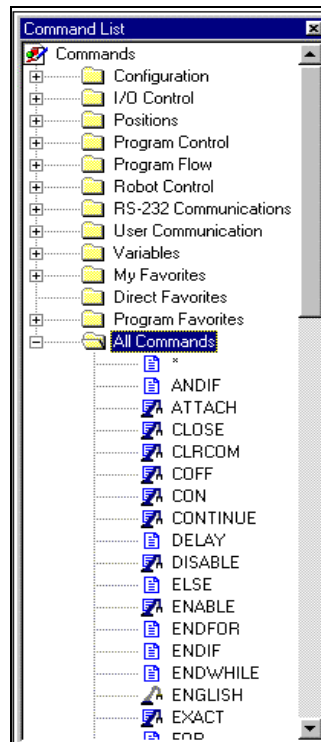 Command List
Commands
Configuration
I/O Control
Positions
Program Control
Program Flow
Robot Control
RS-232 Communications
User Communication
Variables
My Favorites
Direct Favorites
Program Favorites
All Commands
*
ANDIF
ATTACH
CLOSE
CLRCOM
COFF
CON
CONTINUE
DELAY
DISABLE
ELSE
ENABLE
ENDFOR
ENDIF
ENDWHILE
ENGLISH
EXACT
FOR